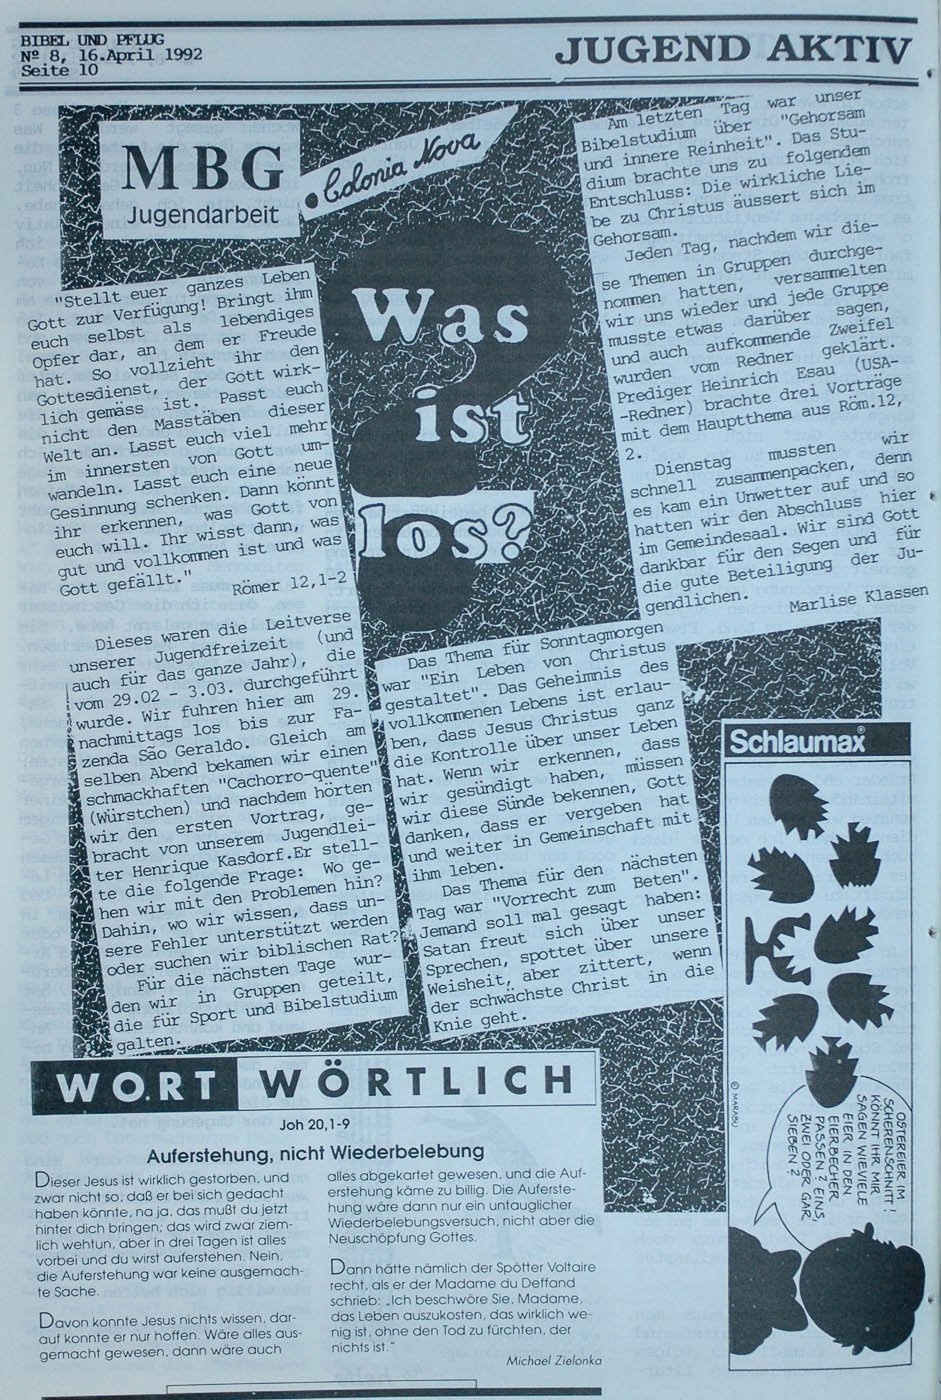 BIBEL UND PFLUG
Nº 8, 16.April 1992
Seite 10
JUGEND AKTIV
MBG
Jugendarbeit
• Colonia Nova
Was
ist
los?
"Stellt euer ganzes Leben
Gott zur Verfügung! Bringt ihm
euch selbst als lebendiges
Opfer dar, an dem er Freude
hat. So vollzieht ihr den
Gottesdienst, der Gott wirk-
lich gemäss ist. Passt euch
nicht den Masstäben dieser
Welt an. Lasst euch viel mehr
im innersten von Gott um-
wandeln. Lasst euch eine neue
Gesinnung schenken. Dann könnt
ihr erkennen, was Gott von
euch will. Ihr wisst dann, was
gut und vollkommen ist und was
Gott gefällt."
Römer 12,1-2
Dieses waren die Leitverse
unserer Jugendfreizeit (und
auch für das ganze Jahr), die
vom 29.02 - 3.03. durchgeführt
wurde. Wir fuhren hier am 29.
nachmittags los bis zur Fa-
zenda São Geraldo. Gleich am
selben Abend bekamen wir einen
schmackhaften "Cachorro-quente"
(Würstchen) und nachdem hörten
wir den ersten Vortrag, ge-
bracht von unserem Jugendlei-
ter Henrique Kasdorf.Er stell-
te die folgende Frage: Wo ge-
hen wir mit den Problemen hin?
Dahin, wo wir wissen, dass un-
sere Fehler unterstützt werden
oder suchen wir biblischen Rat?
Für die nächsten Tage wur-
den wir in Gruppen geteilt,
die für Sport und Bibelstudium
galten.
Das Thema für Sonntagmorgen
war "Ein Leben von Christus
gestaltet". Das Geheimnis des
vollkommenen Lebens ist erlau-
ben, dass Jesus Christus ganz
die Kontrolle über unser Leben
hat. Wenn wir erkennen, dass
wir gesündigt haben, müssen
wir diese Sünde bekennen, Gott
danken, dass er vergeben hat
und weiter in Gemeinschaft mit
ihm leben.
Das Thema für den nächsten
Tag war "Vorrecht zum Beten".
Jemand soll mal gesagt haben:
Satan freut sich über unser
Sprechen, spottet über unsere
Weisheit, aber zittert, wenn
der schwächste Christ in die
Knie geht.
Am letzten Tag war unser
Bibelstudium über "Gehorsam
und innere Reinheit". Das Stu-
dium brachte uns zu folgendem
Entschluss: Die wirkliche Lie-
be zu Christus äussert sich im
Gehorsam.
Jeden Tag, nachdem wir die-
se Themen in Gruppen durchge-
nommen hatten, versammelten
wir uns wieder und jede Gruppe
musste etwas darüber sagen,
und auch aufkommende Zweifel
wurden vom Redner geklärt.
Prediger Heinrich Esau (USA-
-Redner) brachte drei Vorträge
mit dem Hauptthema aus Röm.12,
2.
Dienstag mussten wir
schnell zusammenpacken, denn
es kam ein Unwetter auf und so
hatten wir den Abschluss hier
im Gemeindesaal. Wir sind Gott
dankbar für den Segen und für
die gute Beteiligung der Ju-
gendlichen.
Marlise Klassen
Schlaumax®
© MARABU
OSTEREIER IM
SCHERENSCHNITT!
KÖNNT IHR MIR
SAGEN WIEVIELE
EIER IN DEN
EIERBECHER
PASSEN? EINS,
ZWEI ODER GAR
SIEBEN?
WORT WÖRTLICH
Joh 20,1-9
Auferstehung, nicht Wiederbelebung
Dieser Jesus ist wirklich gestorben, und
zwar nicht so, daß er bei sich gedacht
haben könnte, na ja, das mußt du jetzt
hinter dich bringen; das wird zwar ziem-
lich wehtun, aber in drei Tagen ist alles
vorbei und du wirst auferstehen. Nein,
die Auferstehung war keine ausgemach-
te Sache.
Davon konnte Jesus nichts wissen, dar-
auf konnte er nur hoffen. Wäre alles aus-
gemacht gewesen, dann wäre auch
alles abgekartet gewesen, und die Auf-
erstehung käme zu billig. Die Auferste-
hung wäre dann nur ein untauglicher
Wiederbelebungsversuch, nicht aber die
Neuschöpfung Gottes.
Dann hätte nämlich der Spötter Voltaire
recht, als er der Madame du Deffand
schrieb: „Ich beschwöre Sie, Madame,
das Leben auszukosten, das wirklich we-
nig ist, ohne den Tod zu fürchten, der
nichts ist."
Michael Zielonka